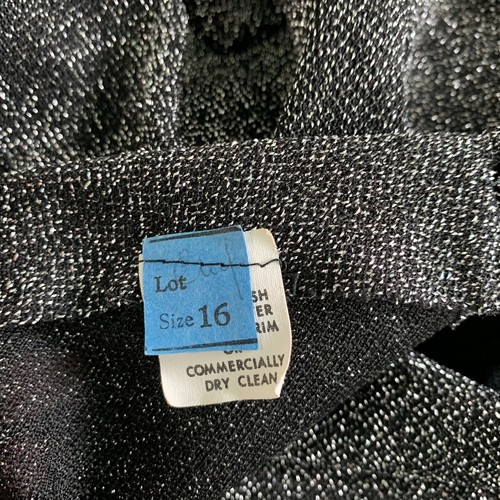 Lot
Size 16
SH
ER
RIM
OR
COMMERCIALLY
DRY CLEAN